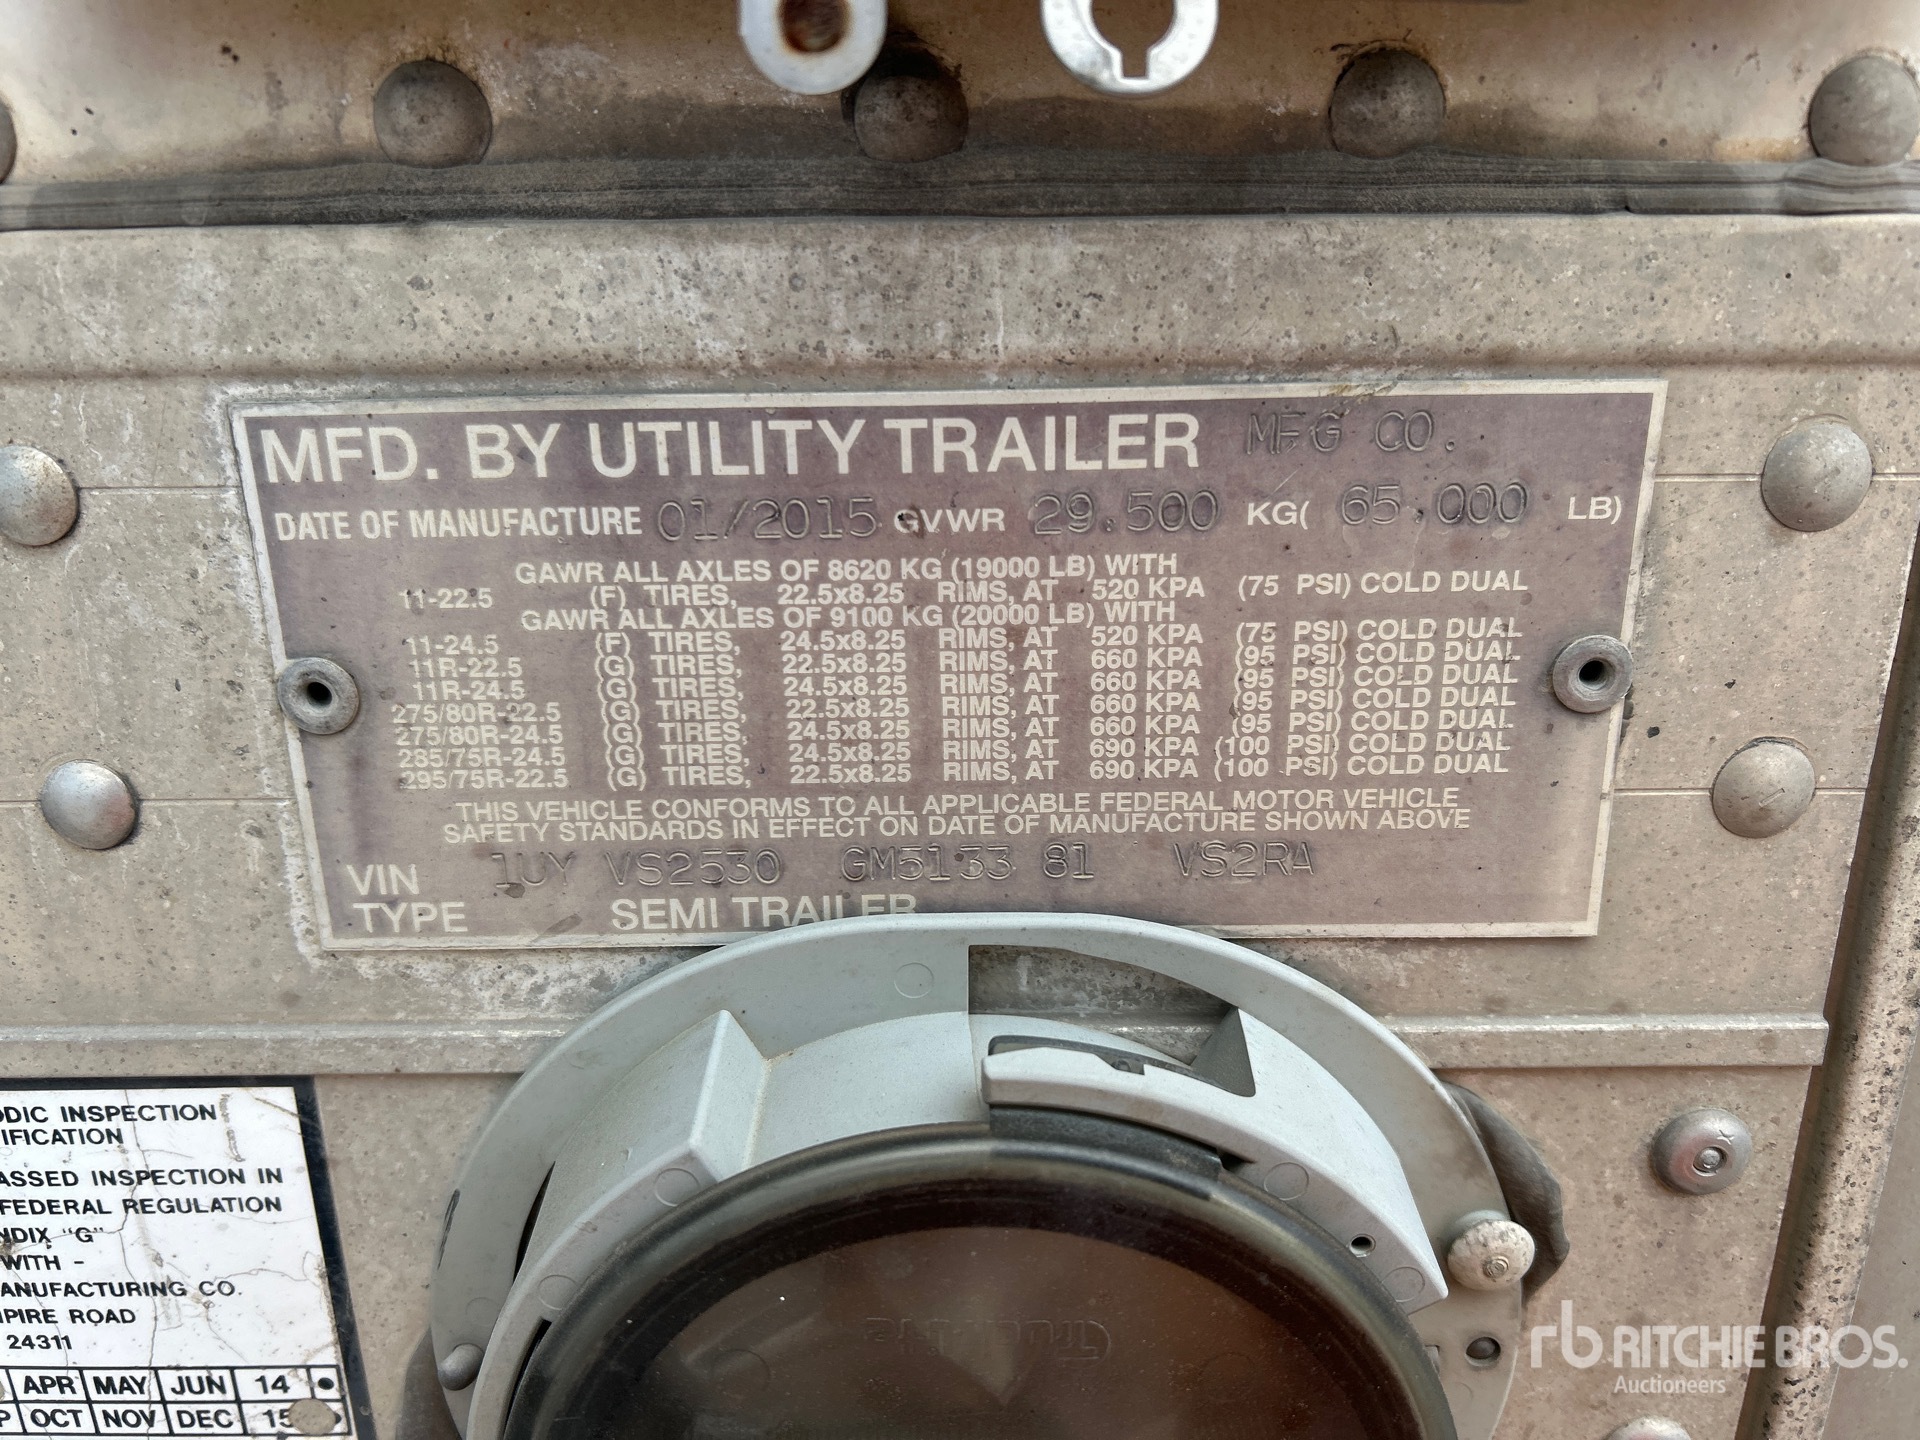 MFD. BY UTILITY TRAILER MFG CO.
DATE OF MANUFACTURE 01/2015 GVWR 29.500 KG( 65.000 LB)
GAWR ALL AXLES OF 8620 KG (19000 LB) WITH
11-22.5 (F) TIRES, 22.5x8.25 RIMS, AT 520 KPA (75 PSI) COLD DUAL
GAWR ALL AXLES OF 9100 KG (20000 LB) WITH
11-24.5 (F) TIRES, 24.5x8.25 RIMS, AT 520 KPA (75 PSI) COLD DUAL
11R-22.5 (G) TIRES, 22.5x8.25 RIMS, AT 660 KPA (95 PSI) COLD DUAL
11R-24.5 (G) TIRES, 24.5x8.25 RIMS, AT 660 KPA (95 PSI) COLD DUAL
275/80R-22.5 (G) TIRES, 22.5x8.25 RIMS, AT 660 KPA (95 PSI) COLD DUAL
275/80R-24.5 (G) TIRES, 24.5x8.25 RIMS, AT 660 KPA (95 PSI) COLD DUAL
285/75R-24.5 (G) TIRES, 24.5x8.25 RIMS, AT 690 KPA (100 PSI) COLD DUAL
295/75R-22.5 (G) TIRES, 22.5x8.25 RIMS, AT 690 KPA (100 PSI) COLD DUAL
THIS VEHICLE CONFORMS TO ALL APPLICABLE FEDERAL MOTOR VEHICLE
SAFETY STANDARDS IN EFFECT ON DATE OF MANUFACTURE SHOWN ABOVE
VIN 1UY VS2530 GM5133 81 VS2RA
TYPE SEMI TRAILER
ODIC INSPECTION
IFICATION
ASSED INSPECTION IN
FEDERAL REGULATION
NDIX "G"
WITH -
ANUFACTURING CO.
MPIRE ROAD
24311
APR MAY JUN 14
P OCT NOV DEC 15
rb RITCHIE BROS.
Auctioneers